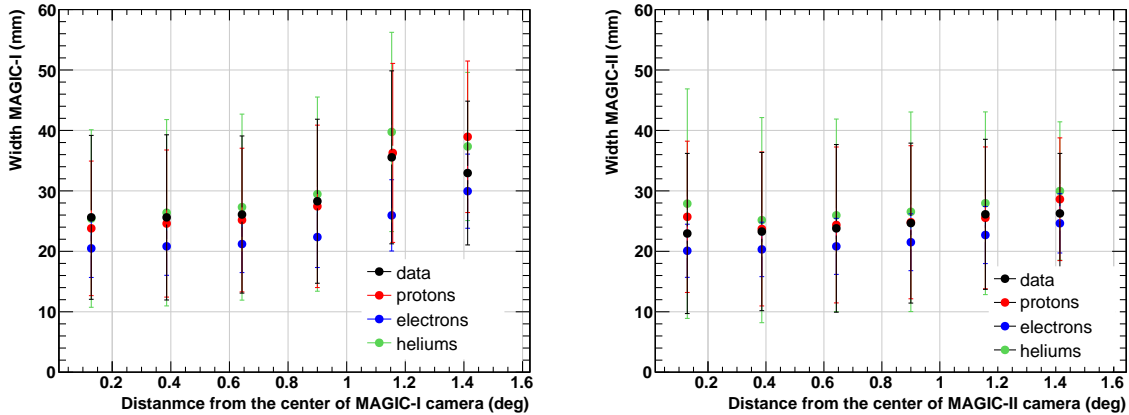 Width MAGIC-I (mm)
60
50
40
30
20
10
0
data
protons
electrons
heliums
0.2 0.4 0.6 0.8 1 1.2 1.4 1.6
Distanmce from the center of MAGIC-I camera (deg)
Width MAGIC-II (mm)
60
50
40
30
20
10
0
data
protons
electrons
heliums
0.2 0.4 0.6 0.8 1 1.2 1.4 1.6
Distance from the center of MAGIC-II camera (deg)